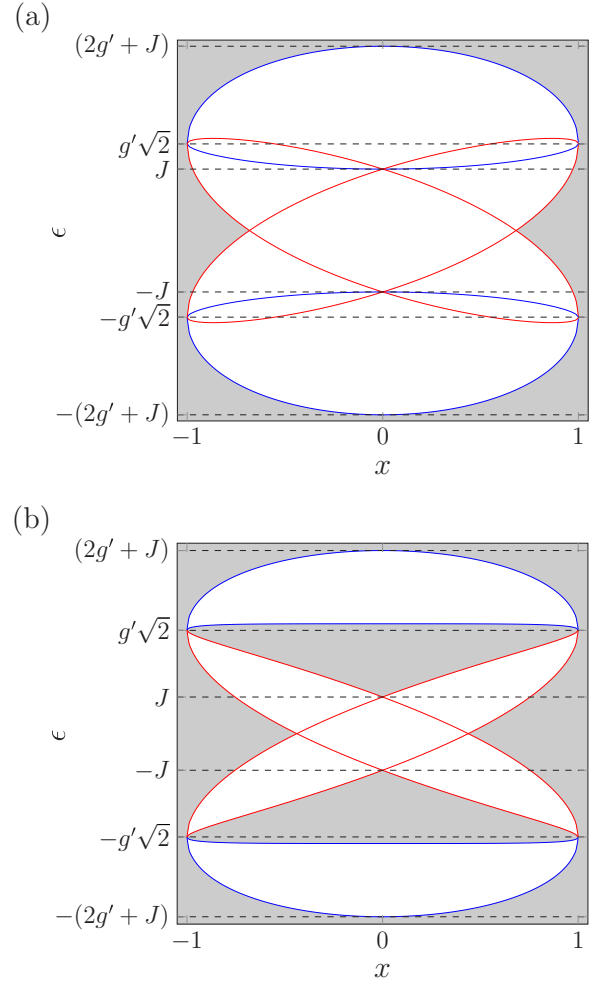 (a)
(2g′ + J)
g′√2
J
ϵ
−J
−g′√2
−(2g′ + J)
−1 0 1
x
(b)
(2g′ + J)
g′√2
J
ϵ
−J
−g′√2
−(2g′ + J)
−1 0 1
x